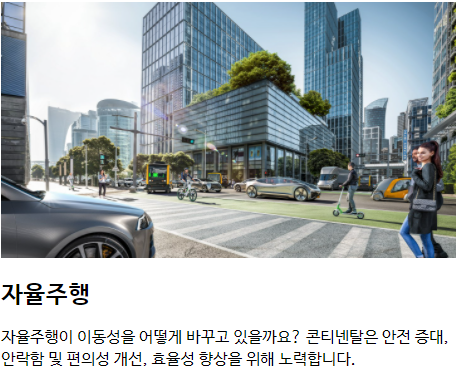 자율주행
자율주행이 이동성을 어떻게 바꾸고 있을까요? 콘티넨탈은 안전 증대,
안락함 및 편의성 개선, 효율성 향상을 위해 노력합니다.